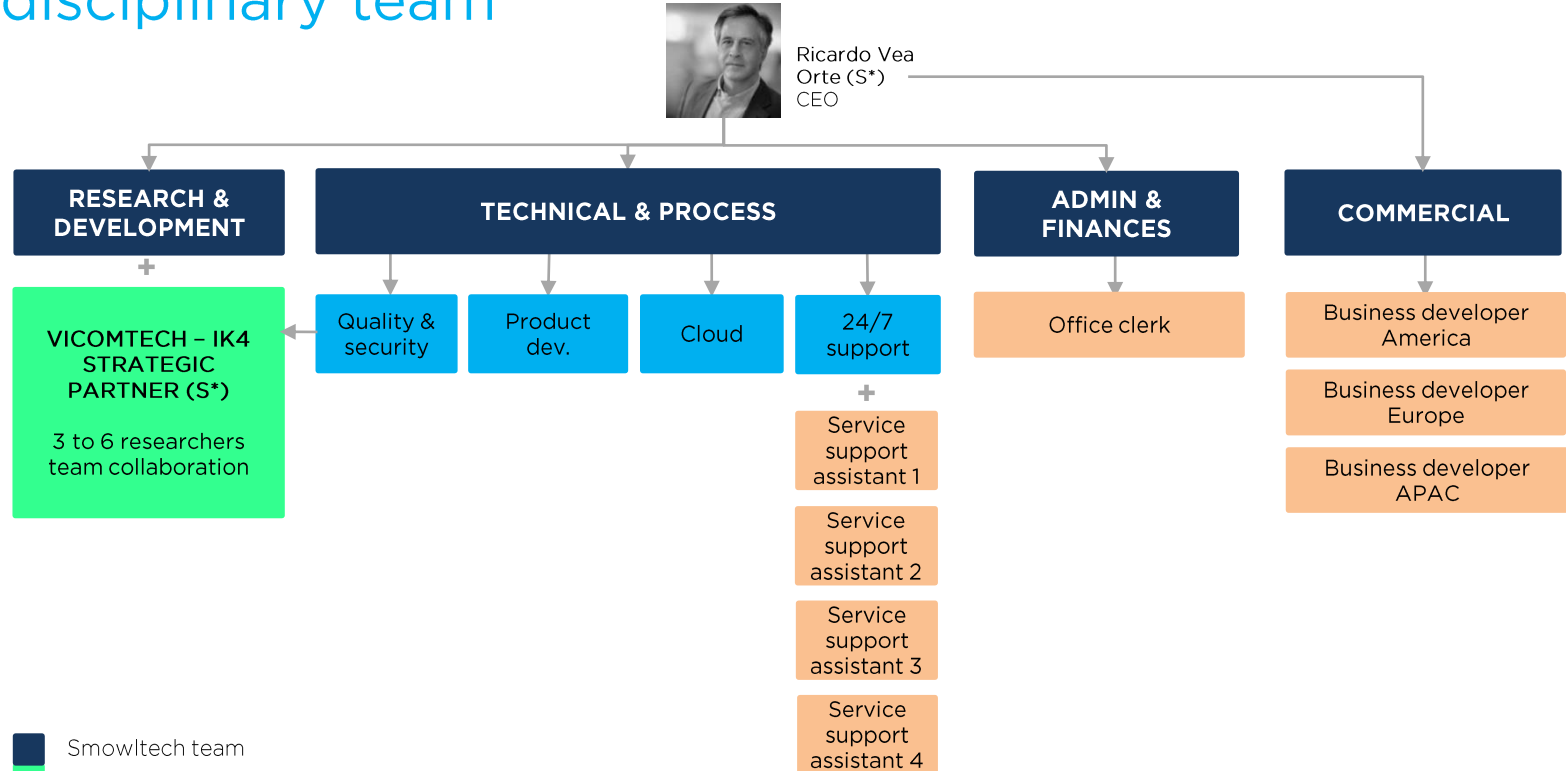 disciplinary team
Ricardo Vea
Orte (S*)
CEO
RESEARCH &
DEVELOPMENT
TECHNICAL & PROCESS
ADMIN &
FINANCES
COMMERCIAL
+
VICOMTECH – IK4
STRATEGIC
PARTNER (S*)
3 to 6 researchers
team collaboration
Quality &
security
Product
dev.
Cloud
24/7
support
+
Service
support
assistant 1
Service
support
assistant 2
Service
support
assistant 3
Service
support
assistant 4
Office clerk
Business developer
America
Business developer
Europe
Business developer
APAC
Smowltech team